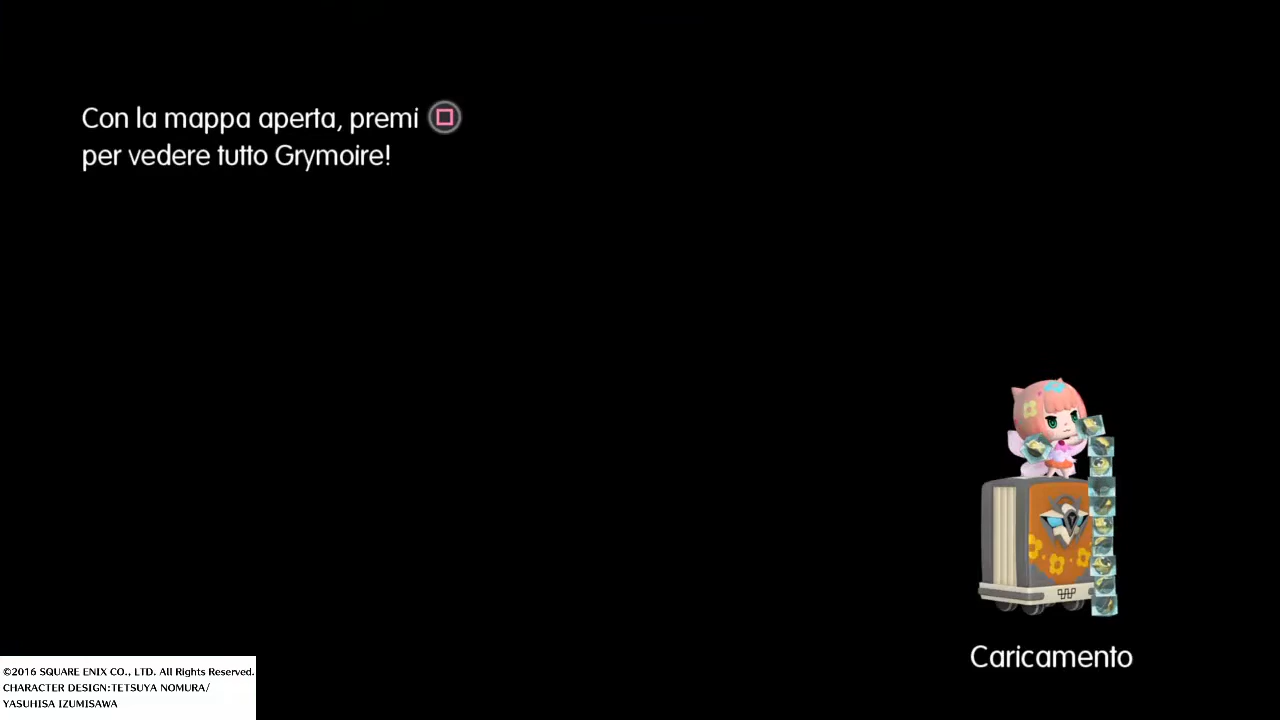 Con la mappa aperta, premi
per vedere tutto Grymoire!
Caricamento
©2016 SQUARE ENIX CO., LTD. All Rights Reserved.
CHARACTER DESIGN:TETSUYA NOMURA/
YASUHISA IZUMISAWA